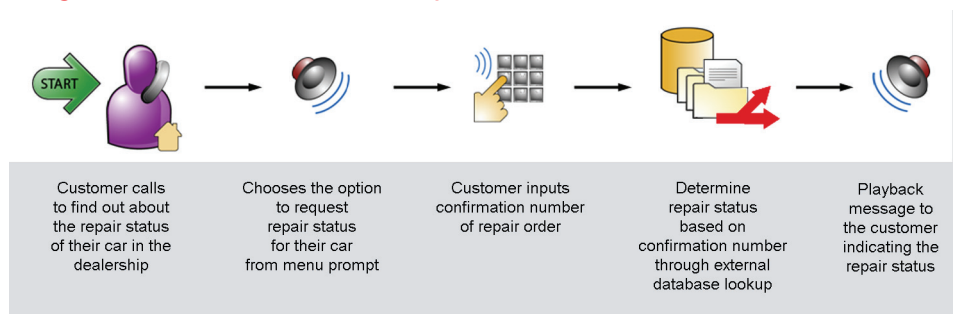 START
Customer calls
to find out about
the repair status
of their car in the
dealership
Chooses the option
to request
repair status
for their car
from menu prompt
Customer inputs
confirmation number
of repair order
Determine
repair status
based on
confirmation number
through external
database lookup
Playback
message to
the customer
indicating the
repair status